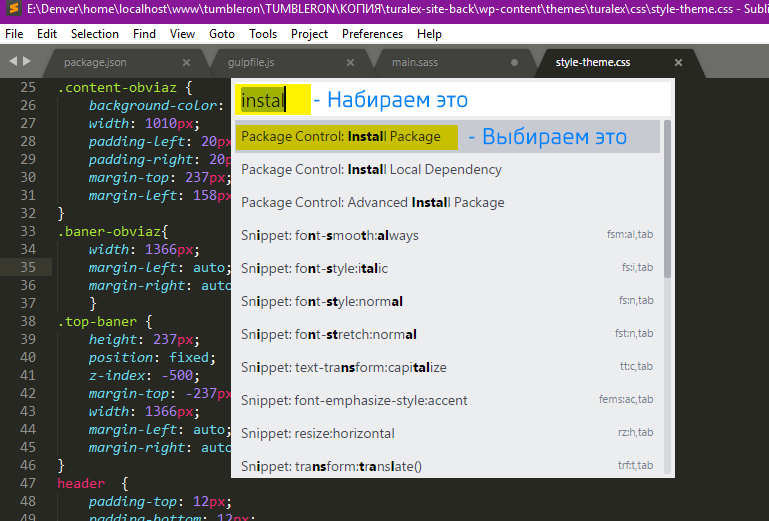 E:\Denver\home\localhost\www\tumbleron\TUMBLERON\КОПИЯ\turalex-site-back\wp-content\themes\turalex\css\style-theme.css - Subli
File Edit Selection Find View Goto Tools Project Preferences Help
package.json × gulpfile.js × main.sass style-theme.css ×
25 .content-obviaz {
26 background-color:
27 width: 1010px;
28 padding-left: 20px
29 padding-right: 20p
30 margin-top: 237px;
31 margin-left: 158px
32 }
33 .baner-obviaz{
34 width: 1366px;
35 margin-left: auto;
36 margin-right: auto
37 }
38 .top-baner {
39 height: 237px;
40 position: fixed;
41 z-index: -500;
42 margin-top: -237px
43 width: 1366px;
44 margin-left: auto;
45 margin-right: auto
46 }
47 header {
48 padding-top: 12px;
49 padding-bottom: 12px;
instal - Набираем это
Package Control: Install Package - Выбираем это
Package Control: Install Local Dependency
Package Control: Advanced Install Package
Snippet: font-smooth:always fsm:al,tab
Snippet: font-style:italic fs:i,tab
Snippet: font-style:normal fs:n,tab
Snippet: font-stretch:normal fst:n,tab
Snippet: text-transform:capitalize tt:c,tab
Snippet: font-emphasize-style:accent fems:ac,tab
Snippet: resize:horizontal rz:h,tab
Snippet: transform:translate() trf:t,tab